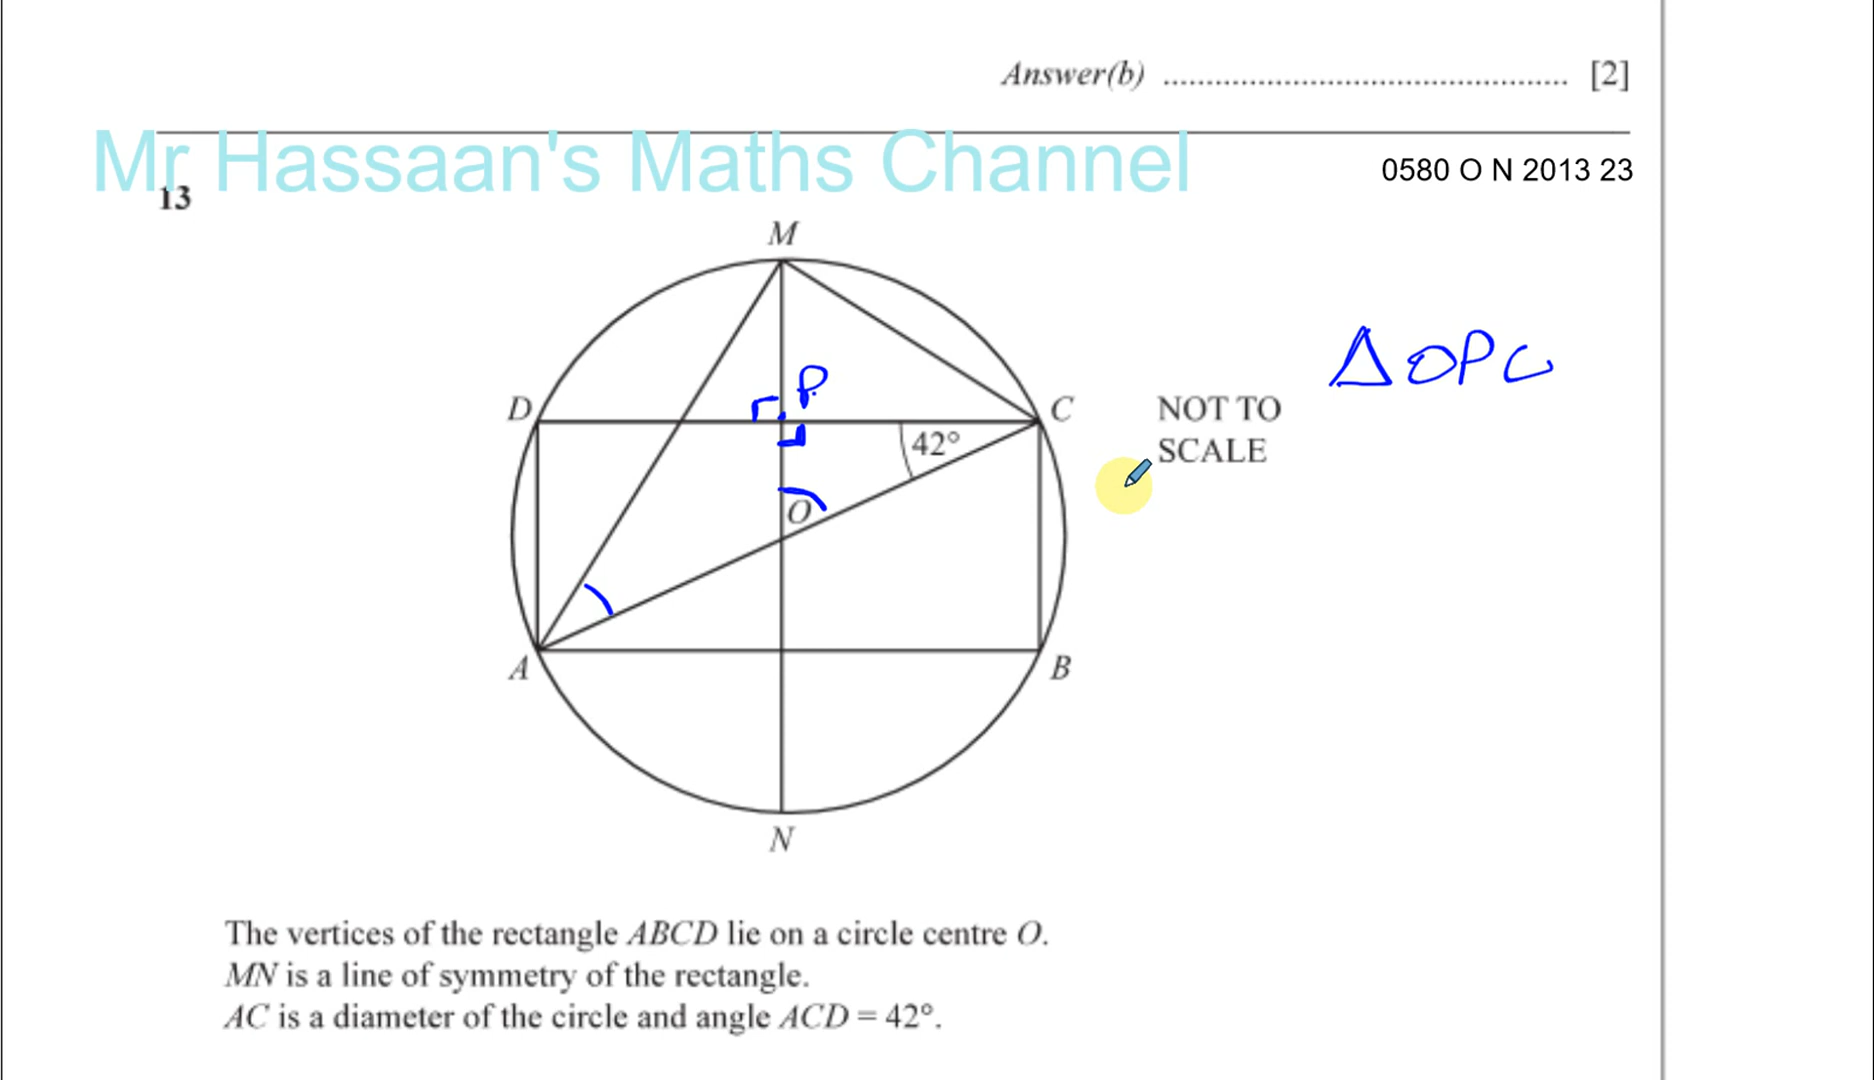 Answer(b) ................................................ [2]
Mr Hassaan's Maths Channel
0580 O N 2013 23
13
M
P.
△OPC
D
C
NOT TO
42°
SCALE
O
A
B
N
The vertices of the rectangle ABCD lie on a circle centre O.
MN is a line of symmetry of the rectangle.
AC is a diameter of the circle and angle ACD = 42°.